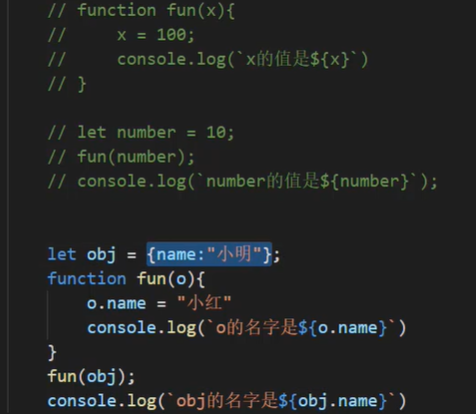 // function fun(x){
//     x = 100;
//     console.log(`x的值是${x}`)
// }
// let number = 10;
// fun(number);
// console.log(`number的值是${number}`);
let obj = {name:"小明"};
function fun(o){
    o.name = "小红"
    console.log(`o的名字是${o.name}`)
}
fun(obj);
console.log(`obj的名字是${obj.name}`)